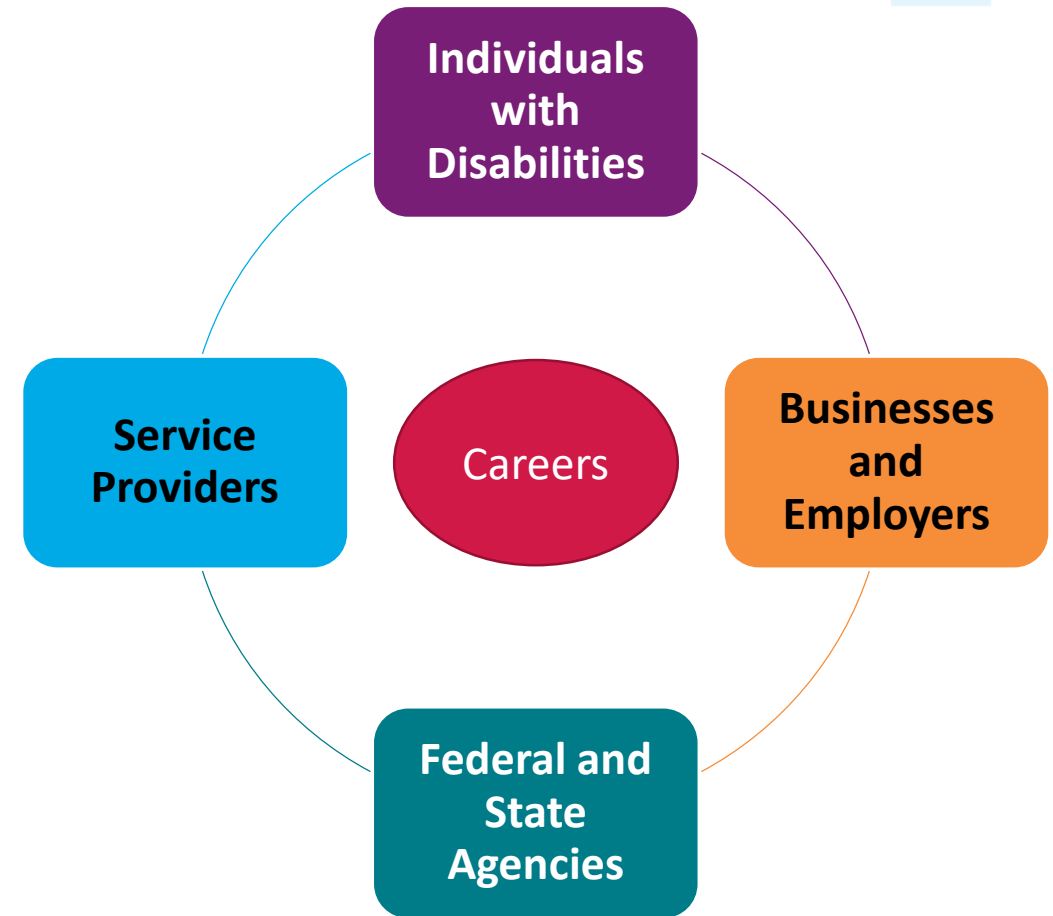 Individuals
with
Disabilities
Service
Providers
Careers
Businesses
and
Employers
Federal and
State
Agencies